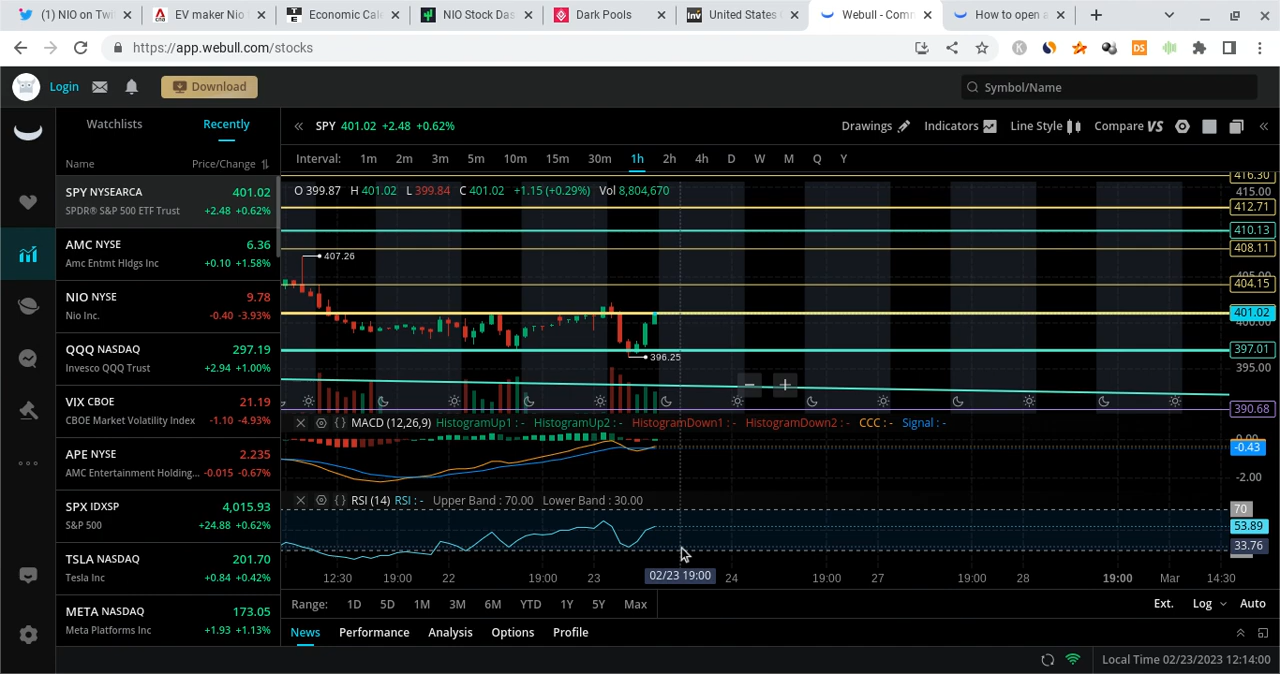 (1) NIO on Twi
EV maker Nio f
Economic Cale
NIO Stock Das
Dark Pools
United States
Webull - Comm
How to open a
https://app.webull.com/stocks
Login
Download
Symbol/Name
Watchlists
Recently
Name
Price/Change
SPY NYSEARCA 401.02
SPDR® S&P 500 ETF Trust +2.48 +0.62%
AMC NYSE 6.36
Amc Entmt Hldgs Inc +0.10 +1.58%
NIO NYSE 9.78
Nio Inc. -0.40 -3.93%
QQQ NASDAQ 297.19
Invesco QQQ Trust +2.94 +1.00%
VIX CBOE 21.19
CBOE Market Volatility Index -1.10 -4.93%
APE NYSE 2.235
AMC Entertainment Holding... -0.015 -0.67%
SPX IDXSP 4,015.93
S&P 500 +24.88 +0.62%
TSLA NASDAQ 201.70
Tesla Inc +0.84 +0.42%
META NASDAQ 173.05
Meta Platforms Inc +1.93 +1.13%
SPY 401.02 +2.48 +0.62%
Drawings Indicators Line Style Compare VS
Interval: 1m 2m 3m 5m 10m 15m 30m 1h 2h 4h D W M Q Y
O 399.87 H 401.02 L 399.84 C 401.02 +1.15 (+0.29%) Vol 8,804,670
416.30
415.00
412.71
410.13
408.11
407.26
405.00
404.15
401.02
400.00
397.01
396.25
395.00
390.68
MACD (12,26,9) HistogramUp1 : - HistogramUp2 : - HistogramDown1 : - HistogramDown2 : - CCC : - Signal : -
0.00
-0.43
-2.00
RSI (14) RSI : - Upper Band : 70.00 Lower Band : 30.00
70
53.89
33.76
12:30 19:00 22 19:00 23 02/23 19:00 24 19:00 27 19:00 28 19:00 Mar 14:30
Range: 1D 5D 1M 3M 6M YTD 1Y 5Y Max
Ext. Log Auto
News Performance Analysis Options Profile
Local Time 02/23/2023 12:14:00